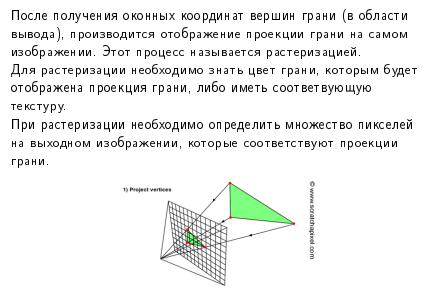 После получения оконных координат вершин грани (в области
вывода), производится отображение проекции грани на самом
изображении. Этот процесс называется растеризацией.
Для растеризации необходимо знать цвет грани, которым будет
отображена проекция грани, либо иметь соответвующую
текстуру.
При растеризации необходимо определить множество пикселей
на выходном изображении, которые соответствуют проекции
грани.
1) Project vertices
© www.scratchapixel.com